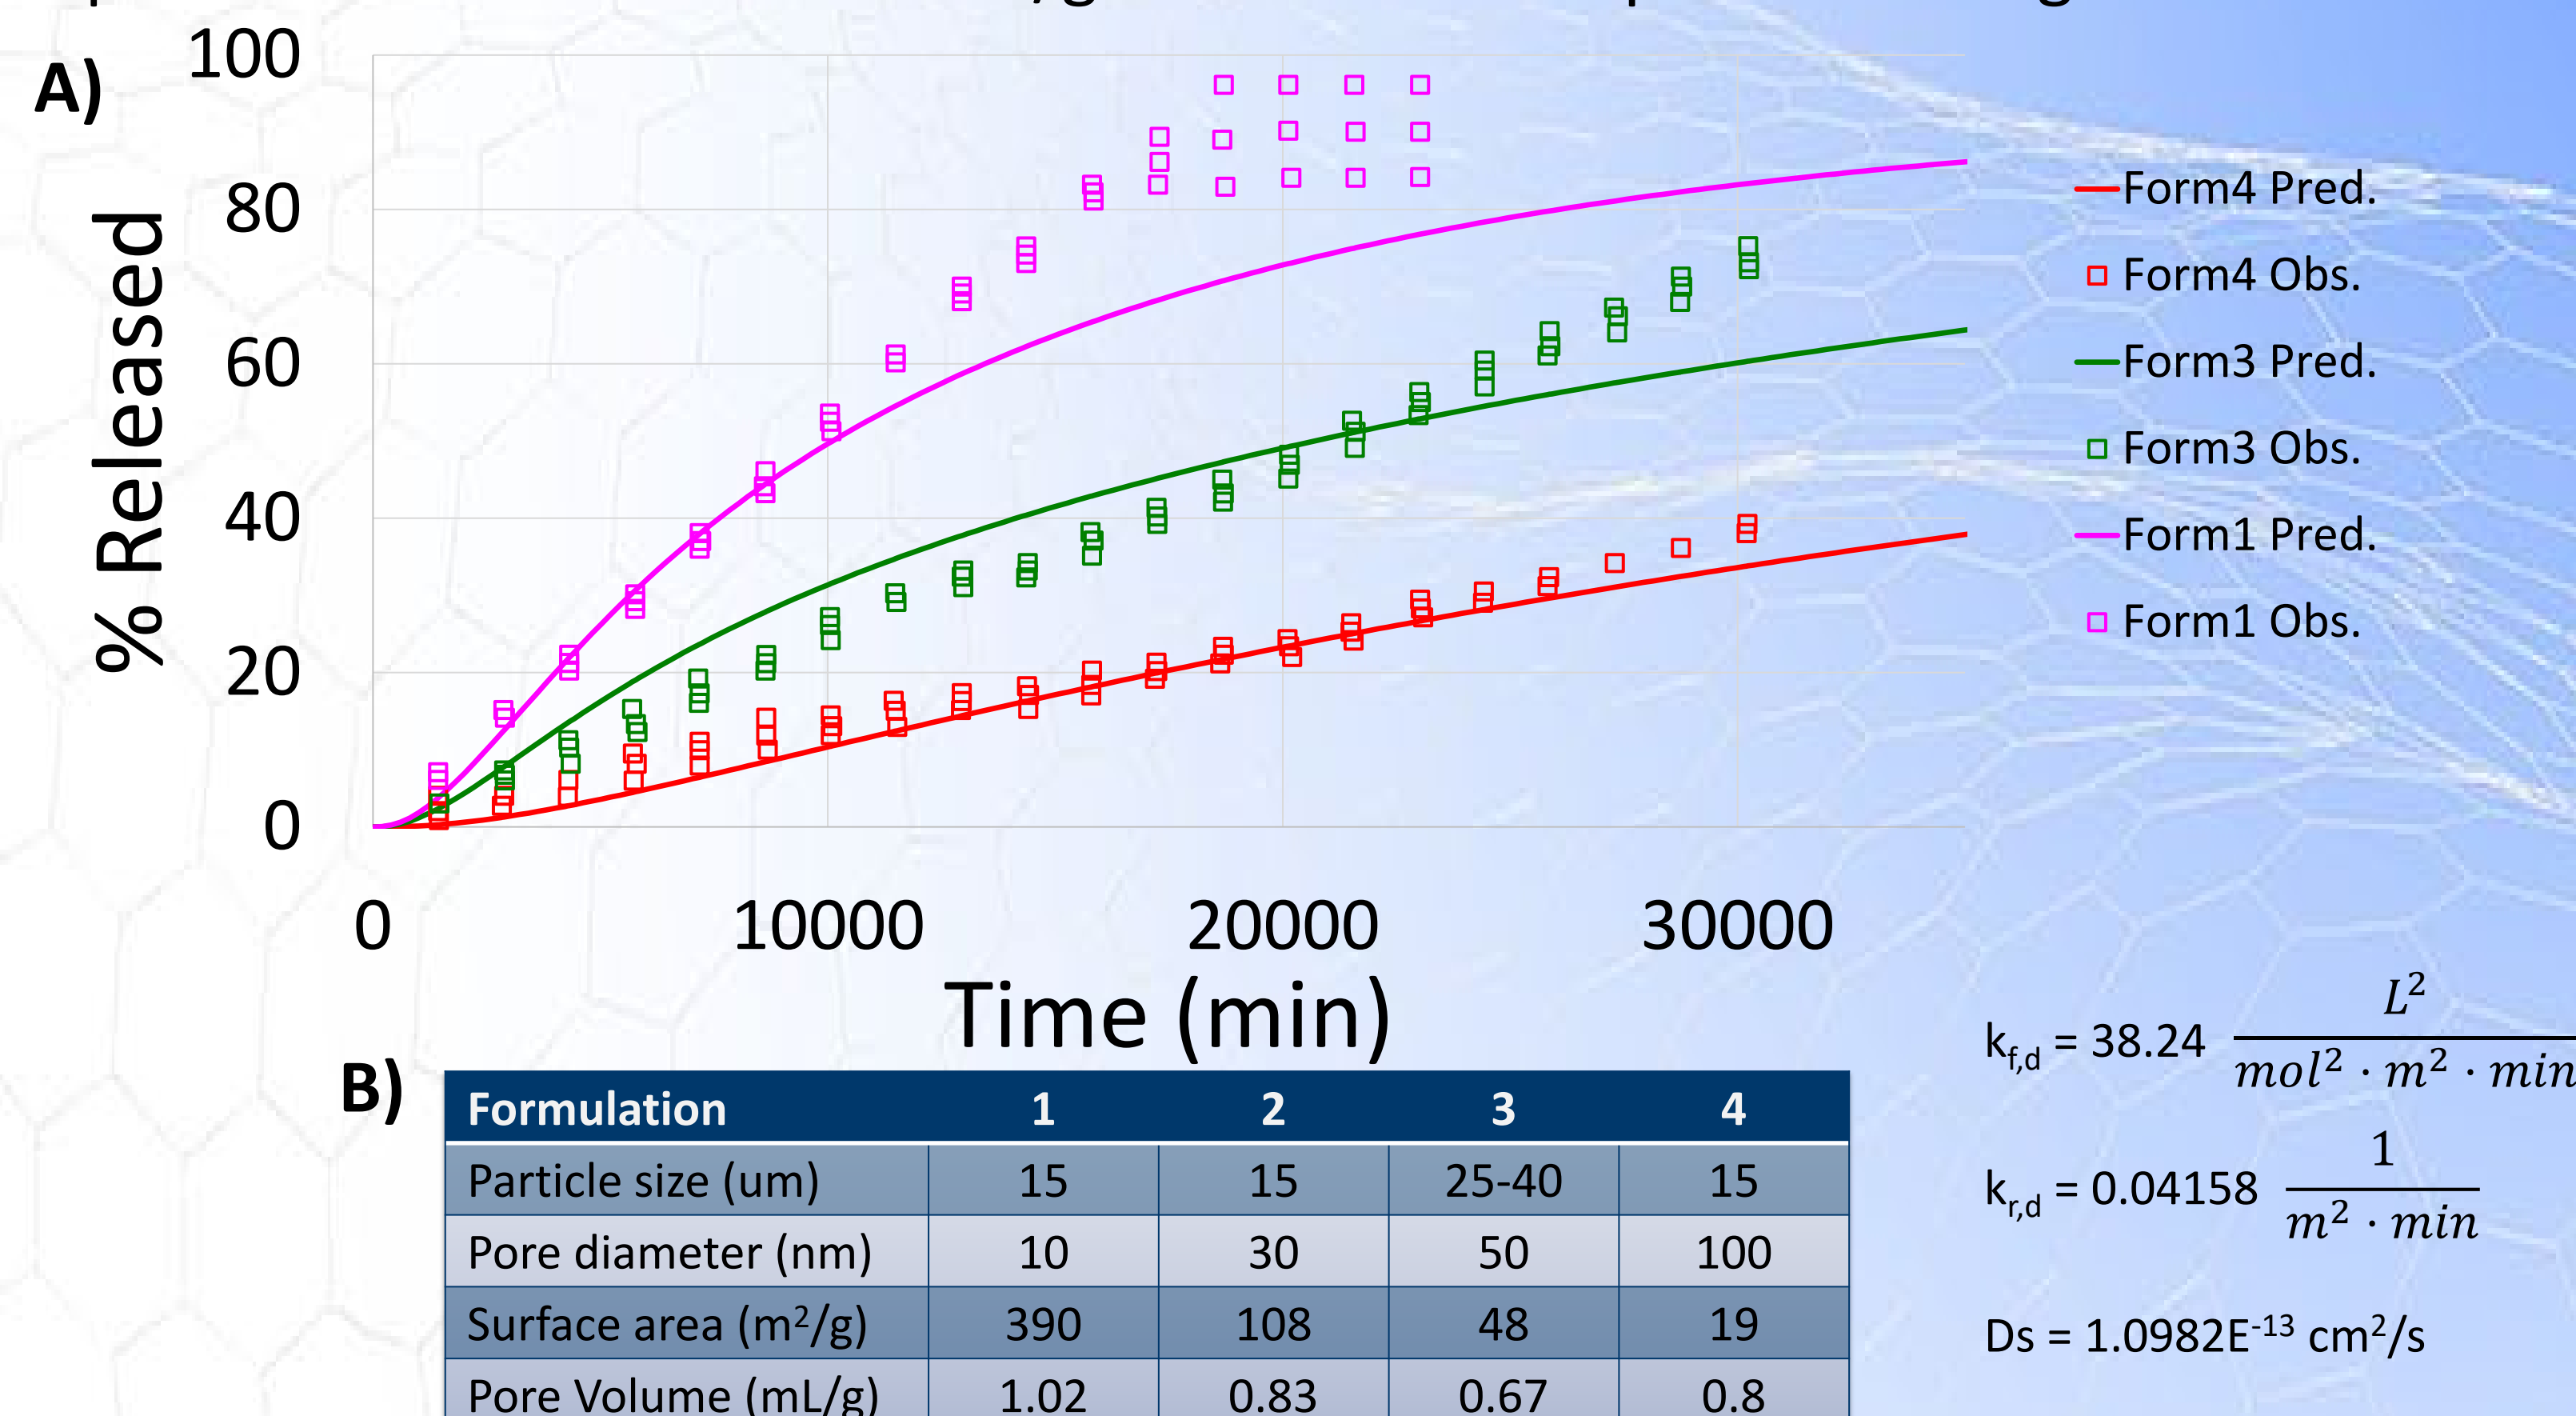 A)
100
80
60
40
20
0
% Released
0 10000 20000 30000
Time (min)
Form4 Pred.
Form4 Obs.
Form3 Pred.
Form3 Obs.
Form1 Pred.
Form1 Obs.
B)
Formulation 1 2 3 4
Particle size (um) 15 15 25-40 15
Pore diameter (nm) 10 30 50 100
Surface area (m²/g) 390 108 48 19
Pore Volume (mL/g) 1.02 0.83 0.67 0.8
k_f,d = 38.24 L² / mol² · m² · min
k_r,d = 0.04158 1 / m² · min
Ds = 1.0982E⁻¹³ cm²/s